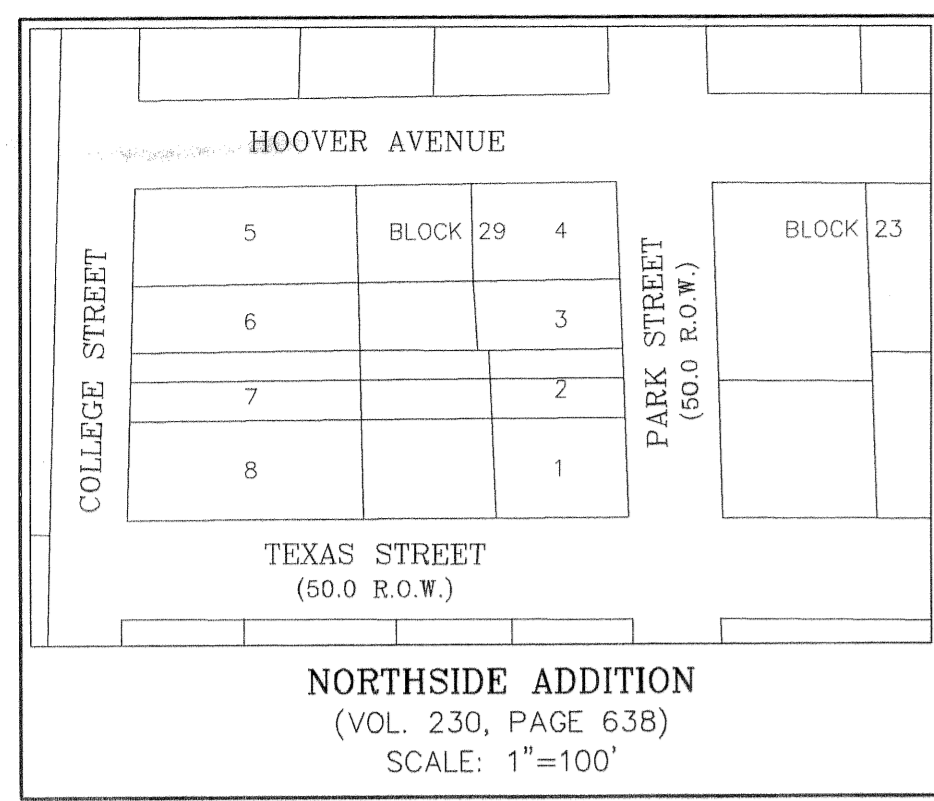 HOOVER AVENUE
5
BLOCK 29
4
BLOCK 23
COLLEGE STREET
PARK STREET
(50.0 R.O.W.)
6
3
7
2
8
1
TEXAS STREET
(50.0 R.O.W.)
NORTHSIDE ADDITION
(VOL. 230, PAGE 638)
SCALE: 1"=100'